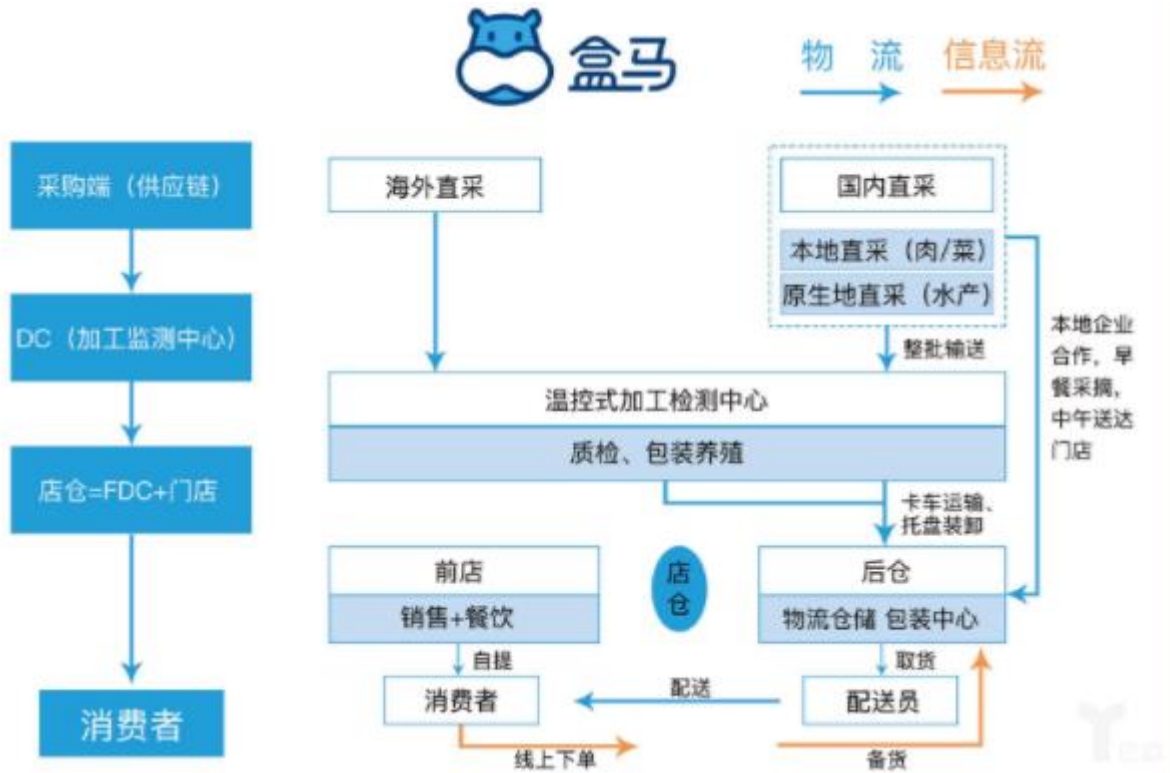 盒马
物 流 信息流
采购端（供应链）
DC（加工监测中心）
店仓=FDC+门店
消费者
海外直采
国内直采
本地直采（肉/菜）
原生地直采（水产）
整批输送
本地企业
合作，早
餐采摘，
中午送达
门店
温控式加工检测中心
质检、包装养殖
卡车运输、
托盘装卸
前店
销售+餐饮
店
仓
后仓
物流仓储 包装中心
自提
取货
消费者
配送
配送员
线上下单
备货